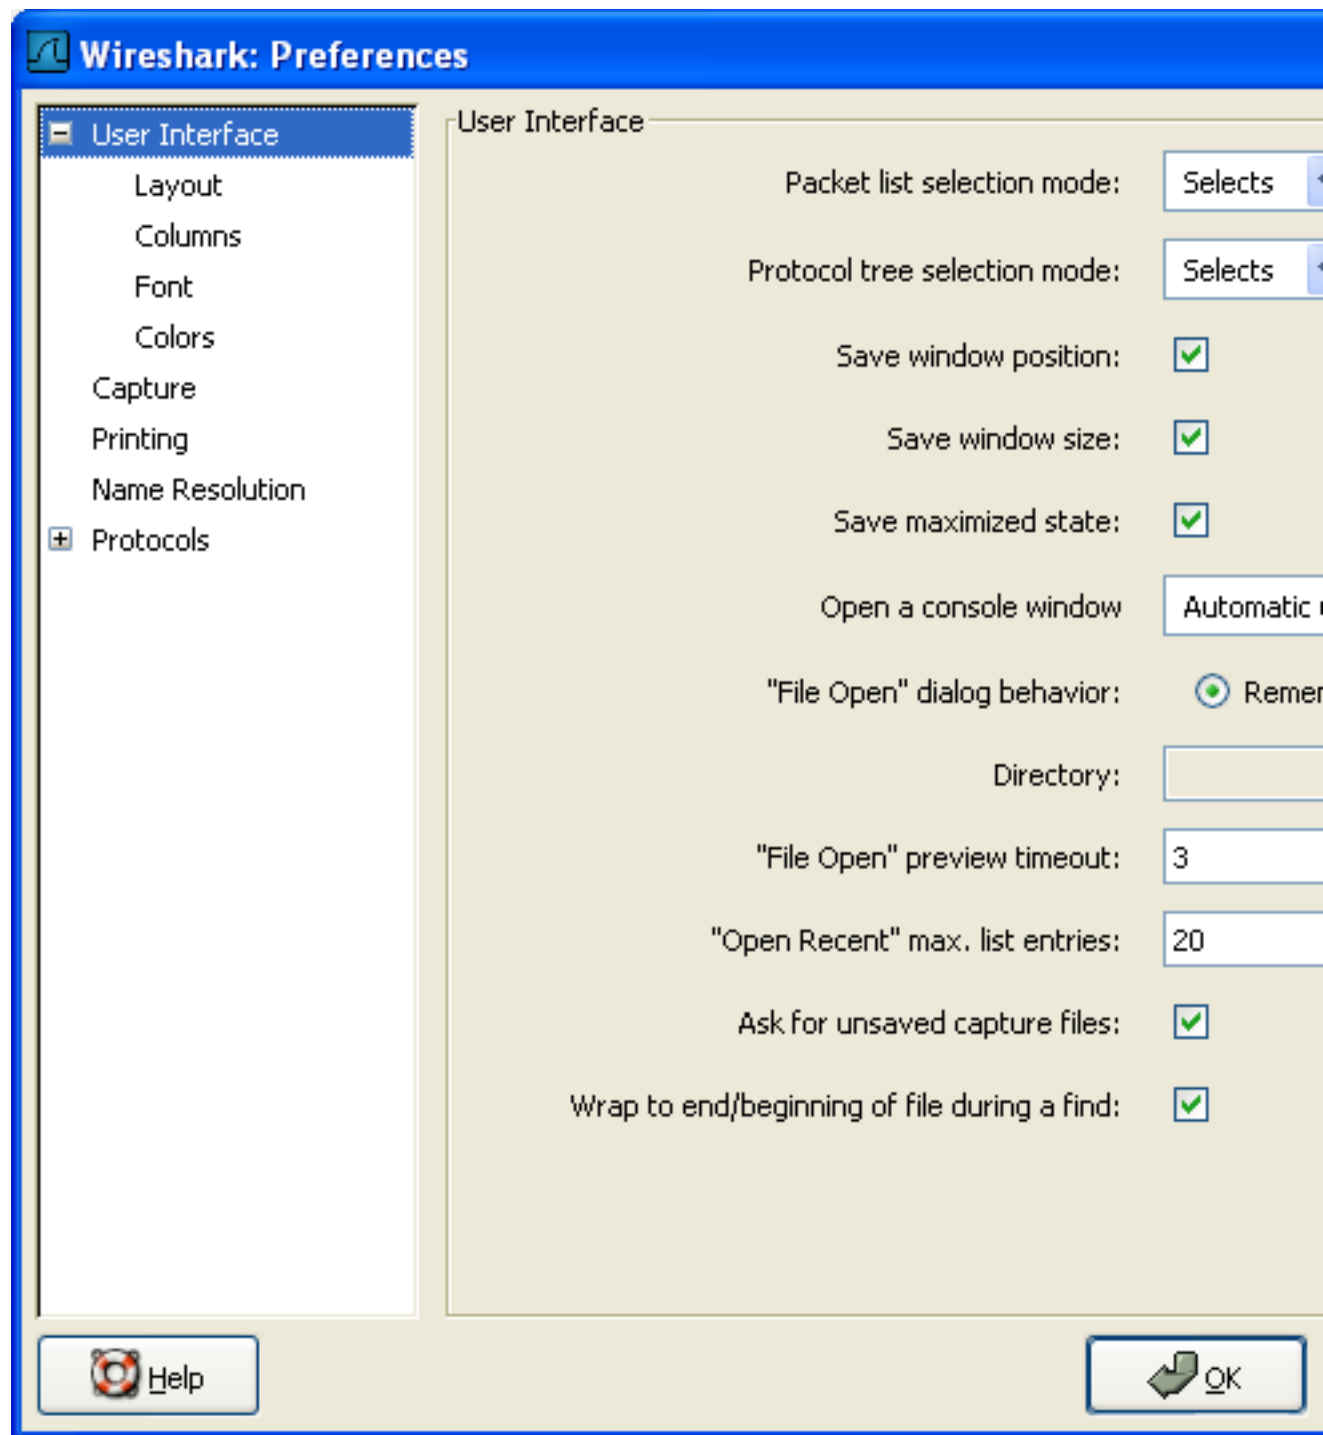 Wireshark: Preferences
User Interface
Layout
Columns
Font
Colors
Capture
Printing
Name Resolution
Protocols
User Interface
Packet list selection mode: Selects
Protocol tree selection mode: Selects
Save window position:
Save window size:
Save maximized state:
Open a console window Automatic
"File Open" dialog behavior:
Directory:
"File Open" preview timeout: 3
"Open Recent" max. list entries: 20
Ask for unsaved capture files:
Wrap to end/beginning of file during a find:
Help
OK